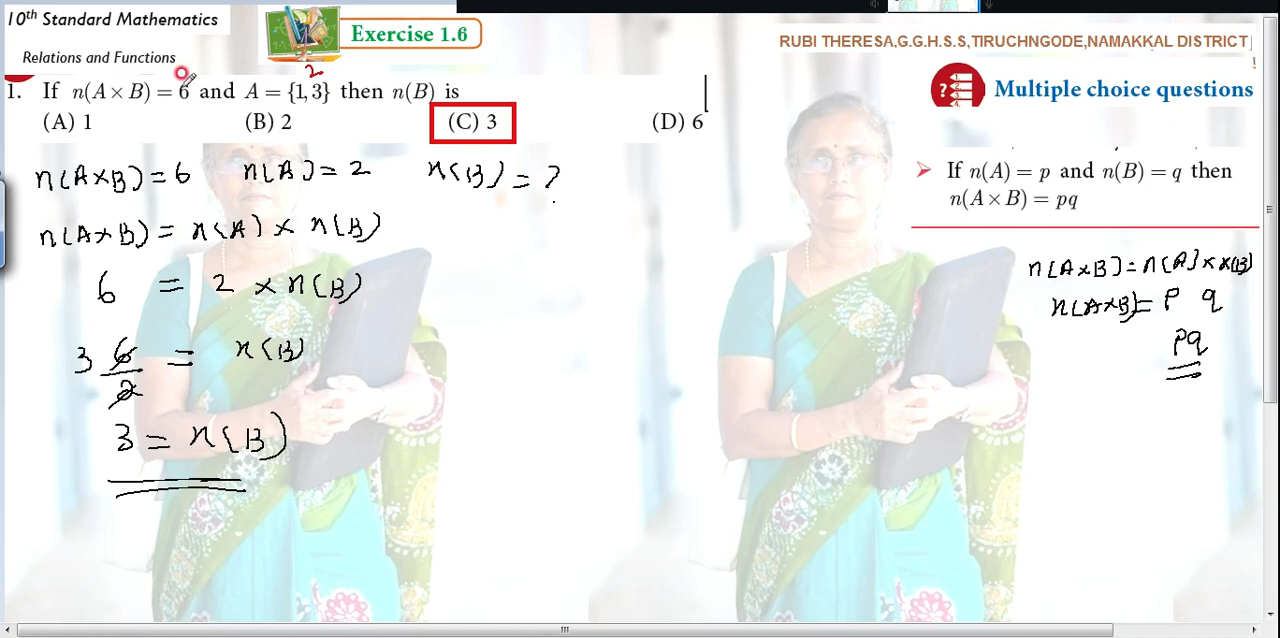 10th Standard Mathematics
Relations and Functions
Exercise 1.6
RUBI THERESA,G.G.H.S.S,TIRUCHNGODE,NAMAKKAL DISTRICT
Multiple choice questions
2
1. If n(A × B) = 6 and A = {1, 3} then n(B) is
(A) 1 (B) 2 (C) 3 (D) 6
n(A×B) = 6 n(A) = 2 n(B) = ?
n(A×B) = n(A) × n(B)
6 = 2 × n(B)
3 6/2 = n(B)
3 = n(B)
➢ If n(A) = p and n(B) = q then
n(A × B) = pq
n(A×B) = n(A) × n(B)
n(A×B) = p q
pq